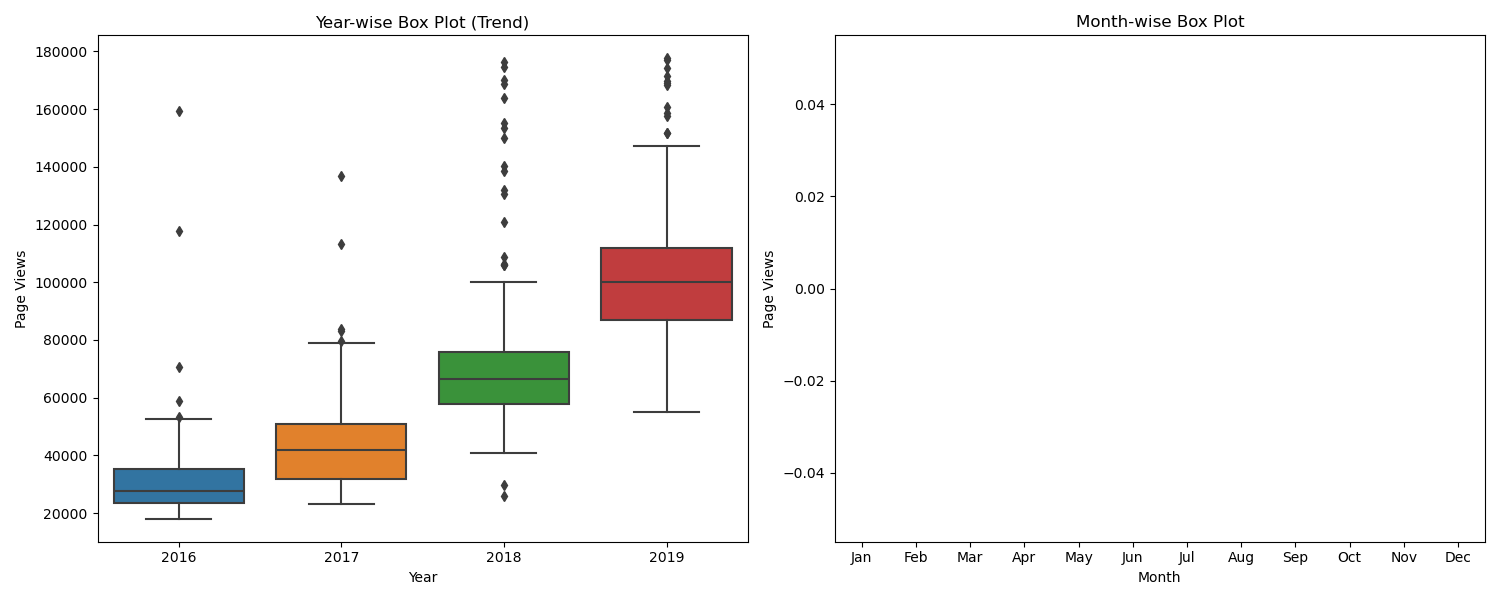 Year-wise Box Plot (Trend)
Page Views
180000
160000
140000
120000
100000
80000
60000
40000
20000
2016 2017 2018 2019
Year
Month-wise Box Plot
Page Views
0.04
0.02
0.00
−0.02
−0.04
Jan Feb Mar Apr May Jun Jul Aug Sep Oct Nov Dec
Month